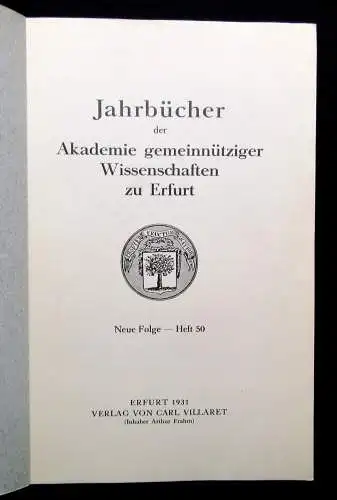 Jahrbücher
der
Akademie gemeinnütziger
Wissenschaften
zu Erfurt
Neue Folge — Heft 50
ERFURT 1931
VERLAG VON CARL VILLARET
(Inhaber Arthur Frahm)